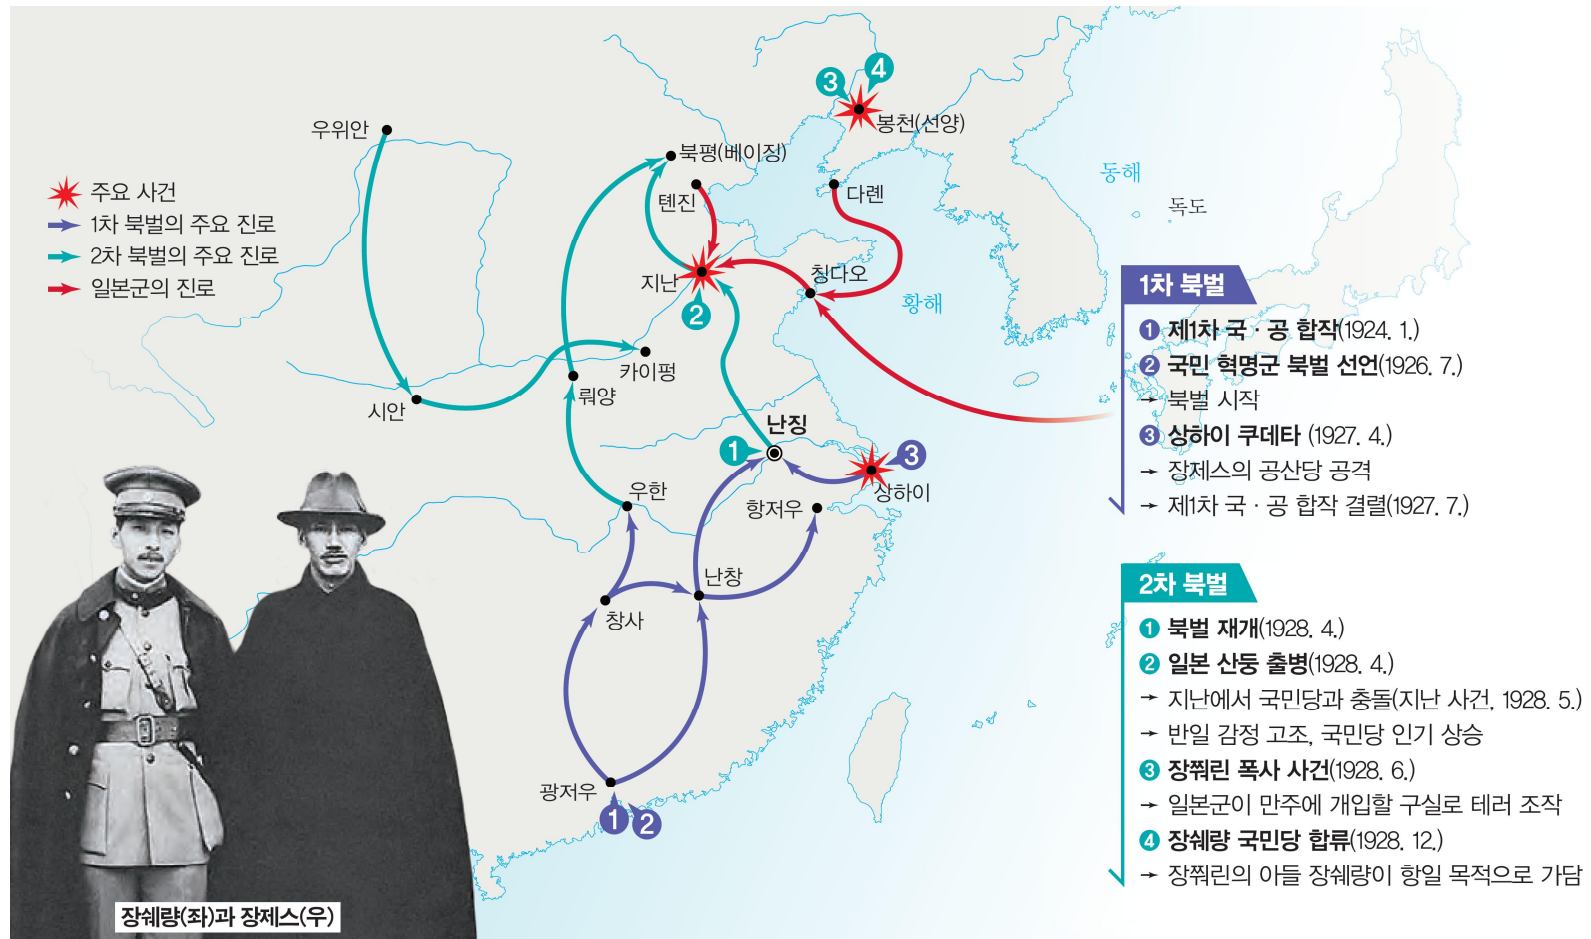 우위안
3
4
봉천(선양)
북평(베이징)
톈진
다롄
동해
독도
주요 사건
1차 북벌의 주요 진로
2차 북벌의 주요 진로
일본군의 진로
지난
2
칭다오
황해
카이펑
뤄양
시안
난징
1
3
상하이
우한
항저우
난창
창사
광저우
1
2
장쉐량(좌)과 장제스(우)
1차 북벌
1 제1차 국·공 합작(1924. 1.)
2 국민 혁명군 북벌 선언(1926. 7.)
→ 북벌 시작
3 상하이 쿠데타 (1927. 4.)
→ 장제스의 공산당 공격
→ 제1차 국·공 합작 결렬(1927. 7.)
2차 북벌
1 북벌 재개(1928. 4.)
2 일본 산둥 출병(1928. 4.)
→ 지난에서 국민당과 충돌(지난 사건, 1928. 5.)
→ 반일 감정 고조, 국민당 인기 상승
3 장쭤린 폭사 사건(1928. 6.)
→ 일본군이 만주에 개입할 구실로 테러 조작
4 장쉐량 국민당 합류(1928. 12.)
→ 장쭤린의 아들 장쉐량이 항일 목적으로 가담